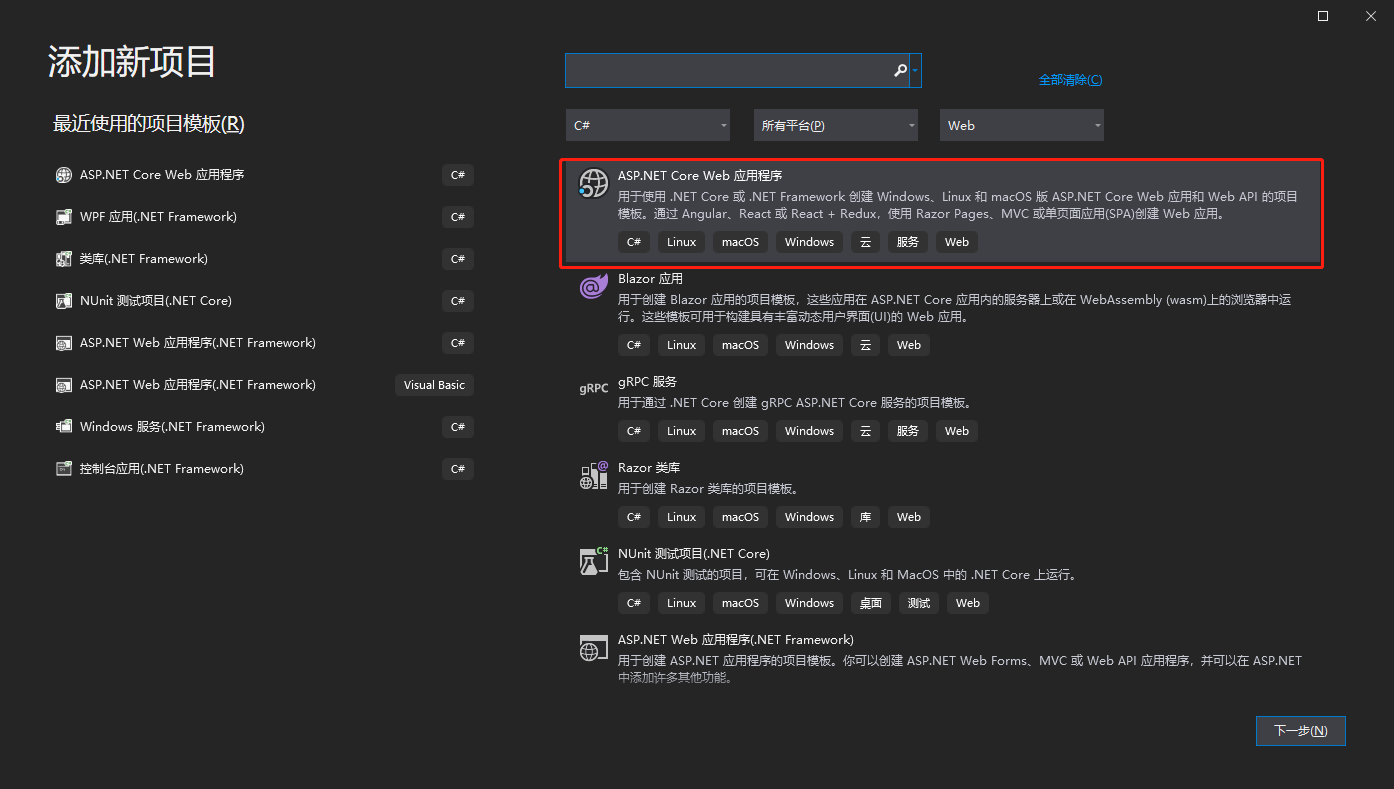 添加新项目
最近使用的项目模板(R)
ASP.NET Core Web 应用程序 C#
WPF 应用(.NET Framework) C#
类库(.NET Framework) C#
NUnit 测试项目(.NET Core) C#
ASP.NET Web 应用程序(.NET Framework) C#
ASP.NET Web 应用程序(.NET Framework) Visual Basic
Windows 服务(.NET Framework) C#
控制台应用(.NET Framework) C#
全部清除(C)
C# 所有平台(P) Web
ASP.NET Core Web 应用程序
用于使用 .NET Core 或 .NET Framework 创建 Windows、Linux 和 macOS 版 ASP.NET Core Web 应用和 Web API 的项目
模板。通过 Angular、React 或 React + Redux，使用 Razor Pages、MVC 或单页面应用(SPA)创建 Web 应用。
C# Linux macOS Windows 云 服务 Web
Blazor 应用
用于创建 Blazor 应用的项目模板，这些应用在 ASP.NET Core 应用内的服务器上或在 WebAssembly (wasm)上的浏览器中运
行。这些模板可用于构建具有丰富动态用户界面(UI)的 Web 应用。
C# Linux macOS Windows 云 Web
gRPC gRPC 服务
用于通过 .NET Core 创建 gRPC ASP.NET Core 服务的项目模板。
C# Linux macOS Windows 云 服务 Web
Razor 类库
用于创建 Razor 类库的项目模板。
C# Linux macOS Windows 库 Web
NUnit 测试项目(.NET Core)
包含 NUnit 测试的项目，可在 Windows、Linux 和 MacOS 中的 .NET Core 上运行。
C# Linux macOS Windows 桌面 测试 Web
ASP.NET Web 应用程序(.NET Framework)
用于创建 ASP.NET 应用程序的项目模板。你可以创建 ASP.NET Web Forms、MVC 或 Web API 应用程序，并可以在 ASP.NET
中添加许多其他功能。
下一步(N)